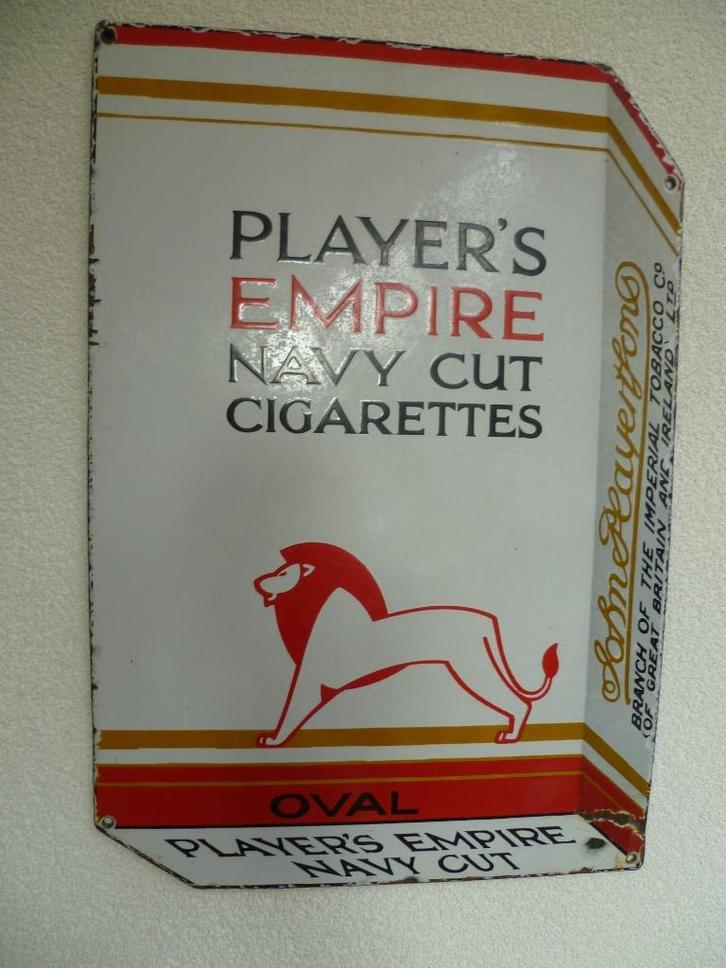 PLAYER'S
EMPIRE
NAVY CUT
CIGARETTES
OVAL
PLAYER'S EMPIRE
NAVY CUT
John Player & Sons
BRANCH OF THE IMPERIAL TOBACCO Co
(OF GREAT BRITAIN AND IRELAND) LTD